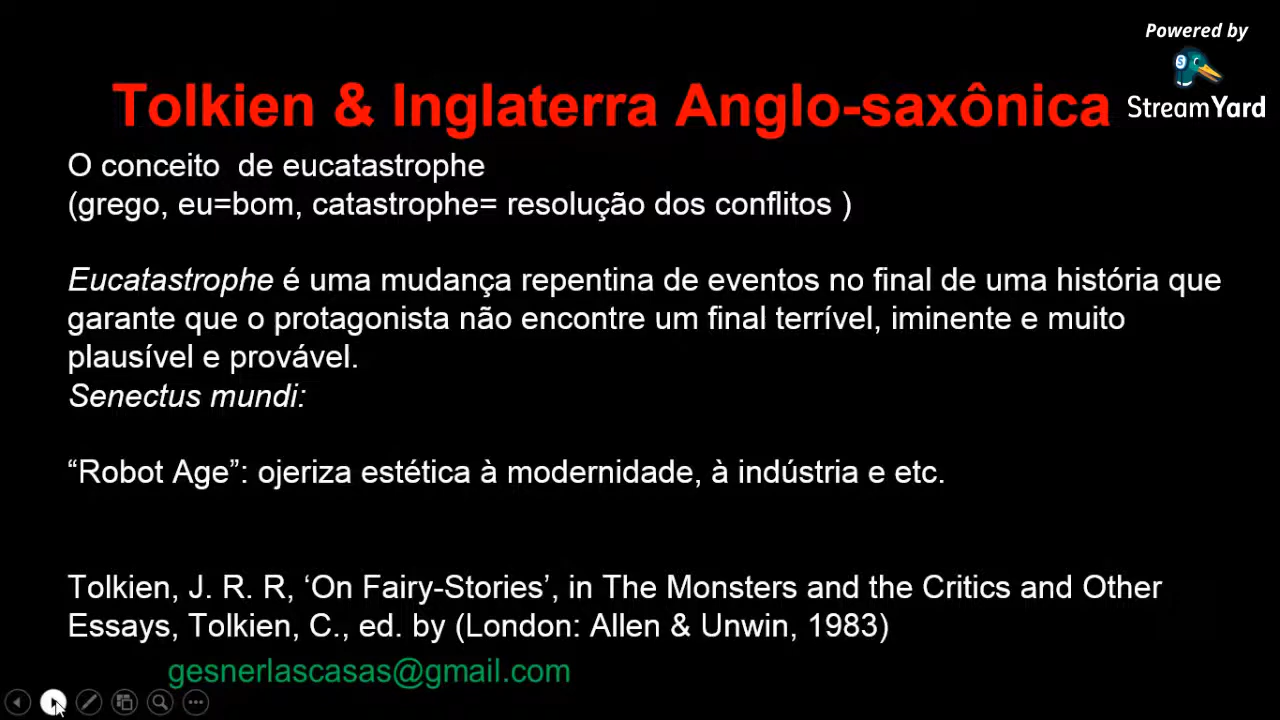 Powered by
StreamYard
Tolkien & Inglaterra Anglo-saxônica
O conceito  de eucatastrophe
(grego, eu=bom, catastrophe= resolução dos conflitos )
Eucatastrophe é uma mudança repentina de eventos no final de uma história que
garante que o protagonista não encontre um final terrível, iminente e muito
plausível e provável.
Senectus mundi:
“Robot Age”: ojeriza estética à modernidade, à indústria e etc.
Tolkien, J. R. R, ‘On Fairy-Stories’, in The Monsters and the Critics and Other
Essays, Tolkien, C., ed. by (London: Allen & Unwin, 1983)
gesnerlascasas@gmail.com